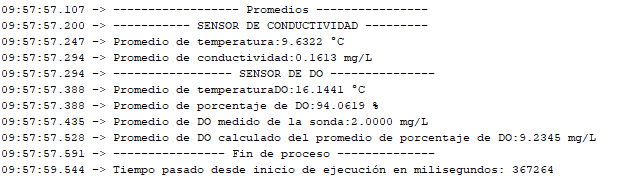 09:57:57.107 -> ------------------ Promedios ----------------
09:57:57.200 -> ----------- SENSOR DE CONDUCTIVIDAD ---------
09:57:57.247 -> Promedio de temperatura:9.6322 °C
09:57:57.294 -> Promedio de conductividad:0.1613 mg/L
09:57:57.294 -> ----------------- SENSOR DE DO ---------------
09:57:57.388 -> Promedio de temperaturaDO:16.1441 °C
09:57:57.388 -> Promedio de porcentaje de DO:94.0619 %
09:57:57.435 -> Promedio de DO medido de la sonda:2.0000 mg/L
09:57:57.528 -> Promedio de DO calculado del promedio de porcentaje de DO:9.2345 mg/L
09:57:57.591 -> ---------------- Fin de proceso --------------
09:57:59.544 -> Tiempo pasado desde inicio de ejecución en milisegundos: 367264